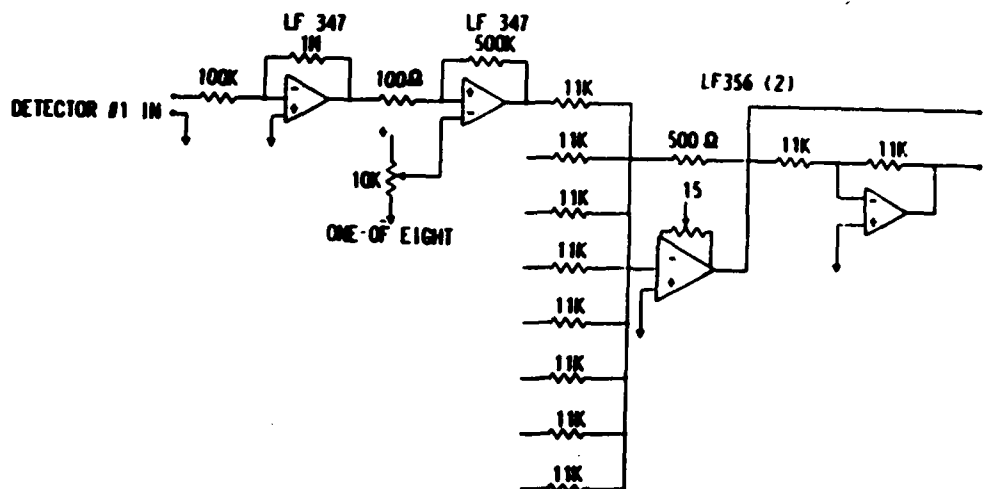 LF 347
LF 347
1M
500K
100K
100Ω
11K
LF356 (2)
DETECTOR #1 IN
-
+
+
-
11K
500 Ω
11K
11K
+
10K
11K
15
-
+
-
ONE-OF EIGHT
11K
-
+
11K
11K
11K
11K